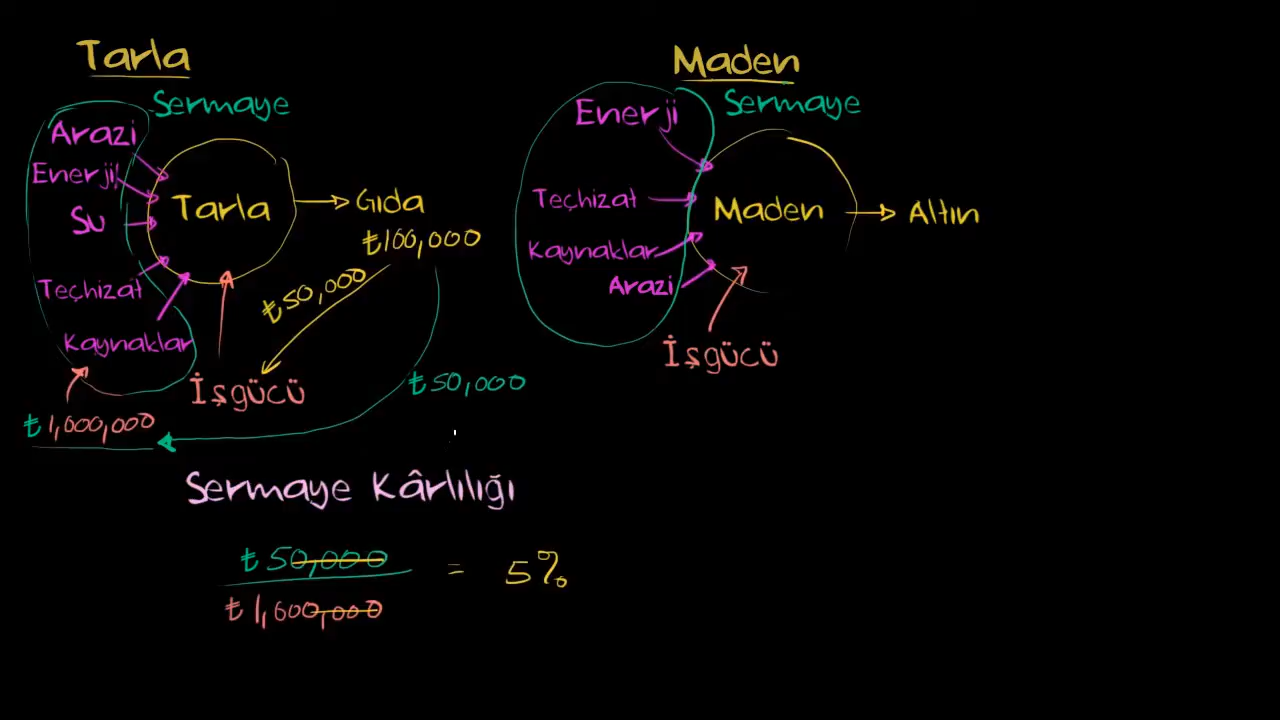 Tarla
Sermaye
Arazi
Enerji
Su
Teçhizat
Kaynaklar
Tarla
Gıda
₺100,000
₺50,000
İşgücü
₺1,000,000
₺50,000
Maden
Sermaye
Enerji
Teçhizat
Kaynaklar
Arazi
Maden
Altın
İşgücü
Sermaye Kârlılığı
₺50,000 = 5%
₺1,000,000